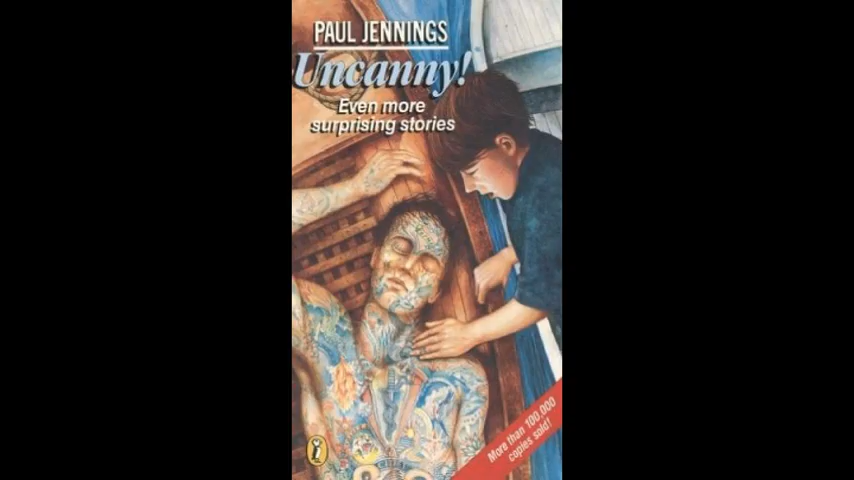 PAUL JENNINGS
Uncanny!
Even more
surprising stories
More than 100,000
copies sold!